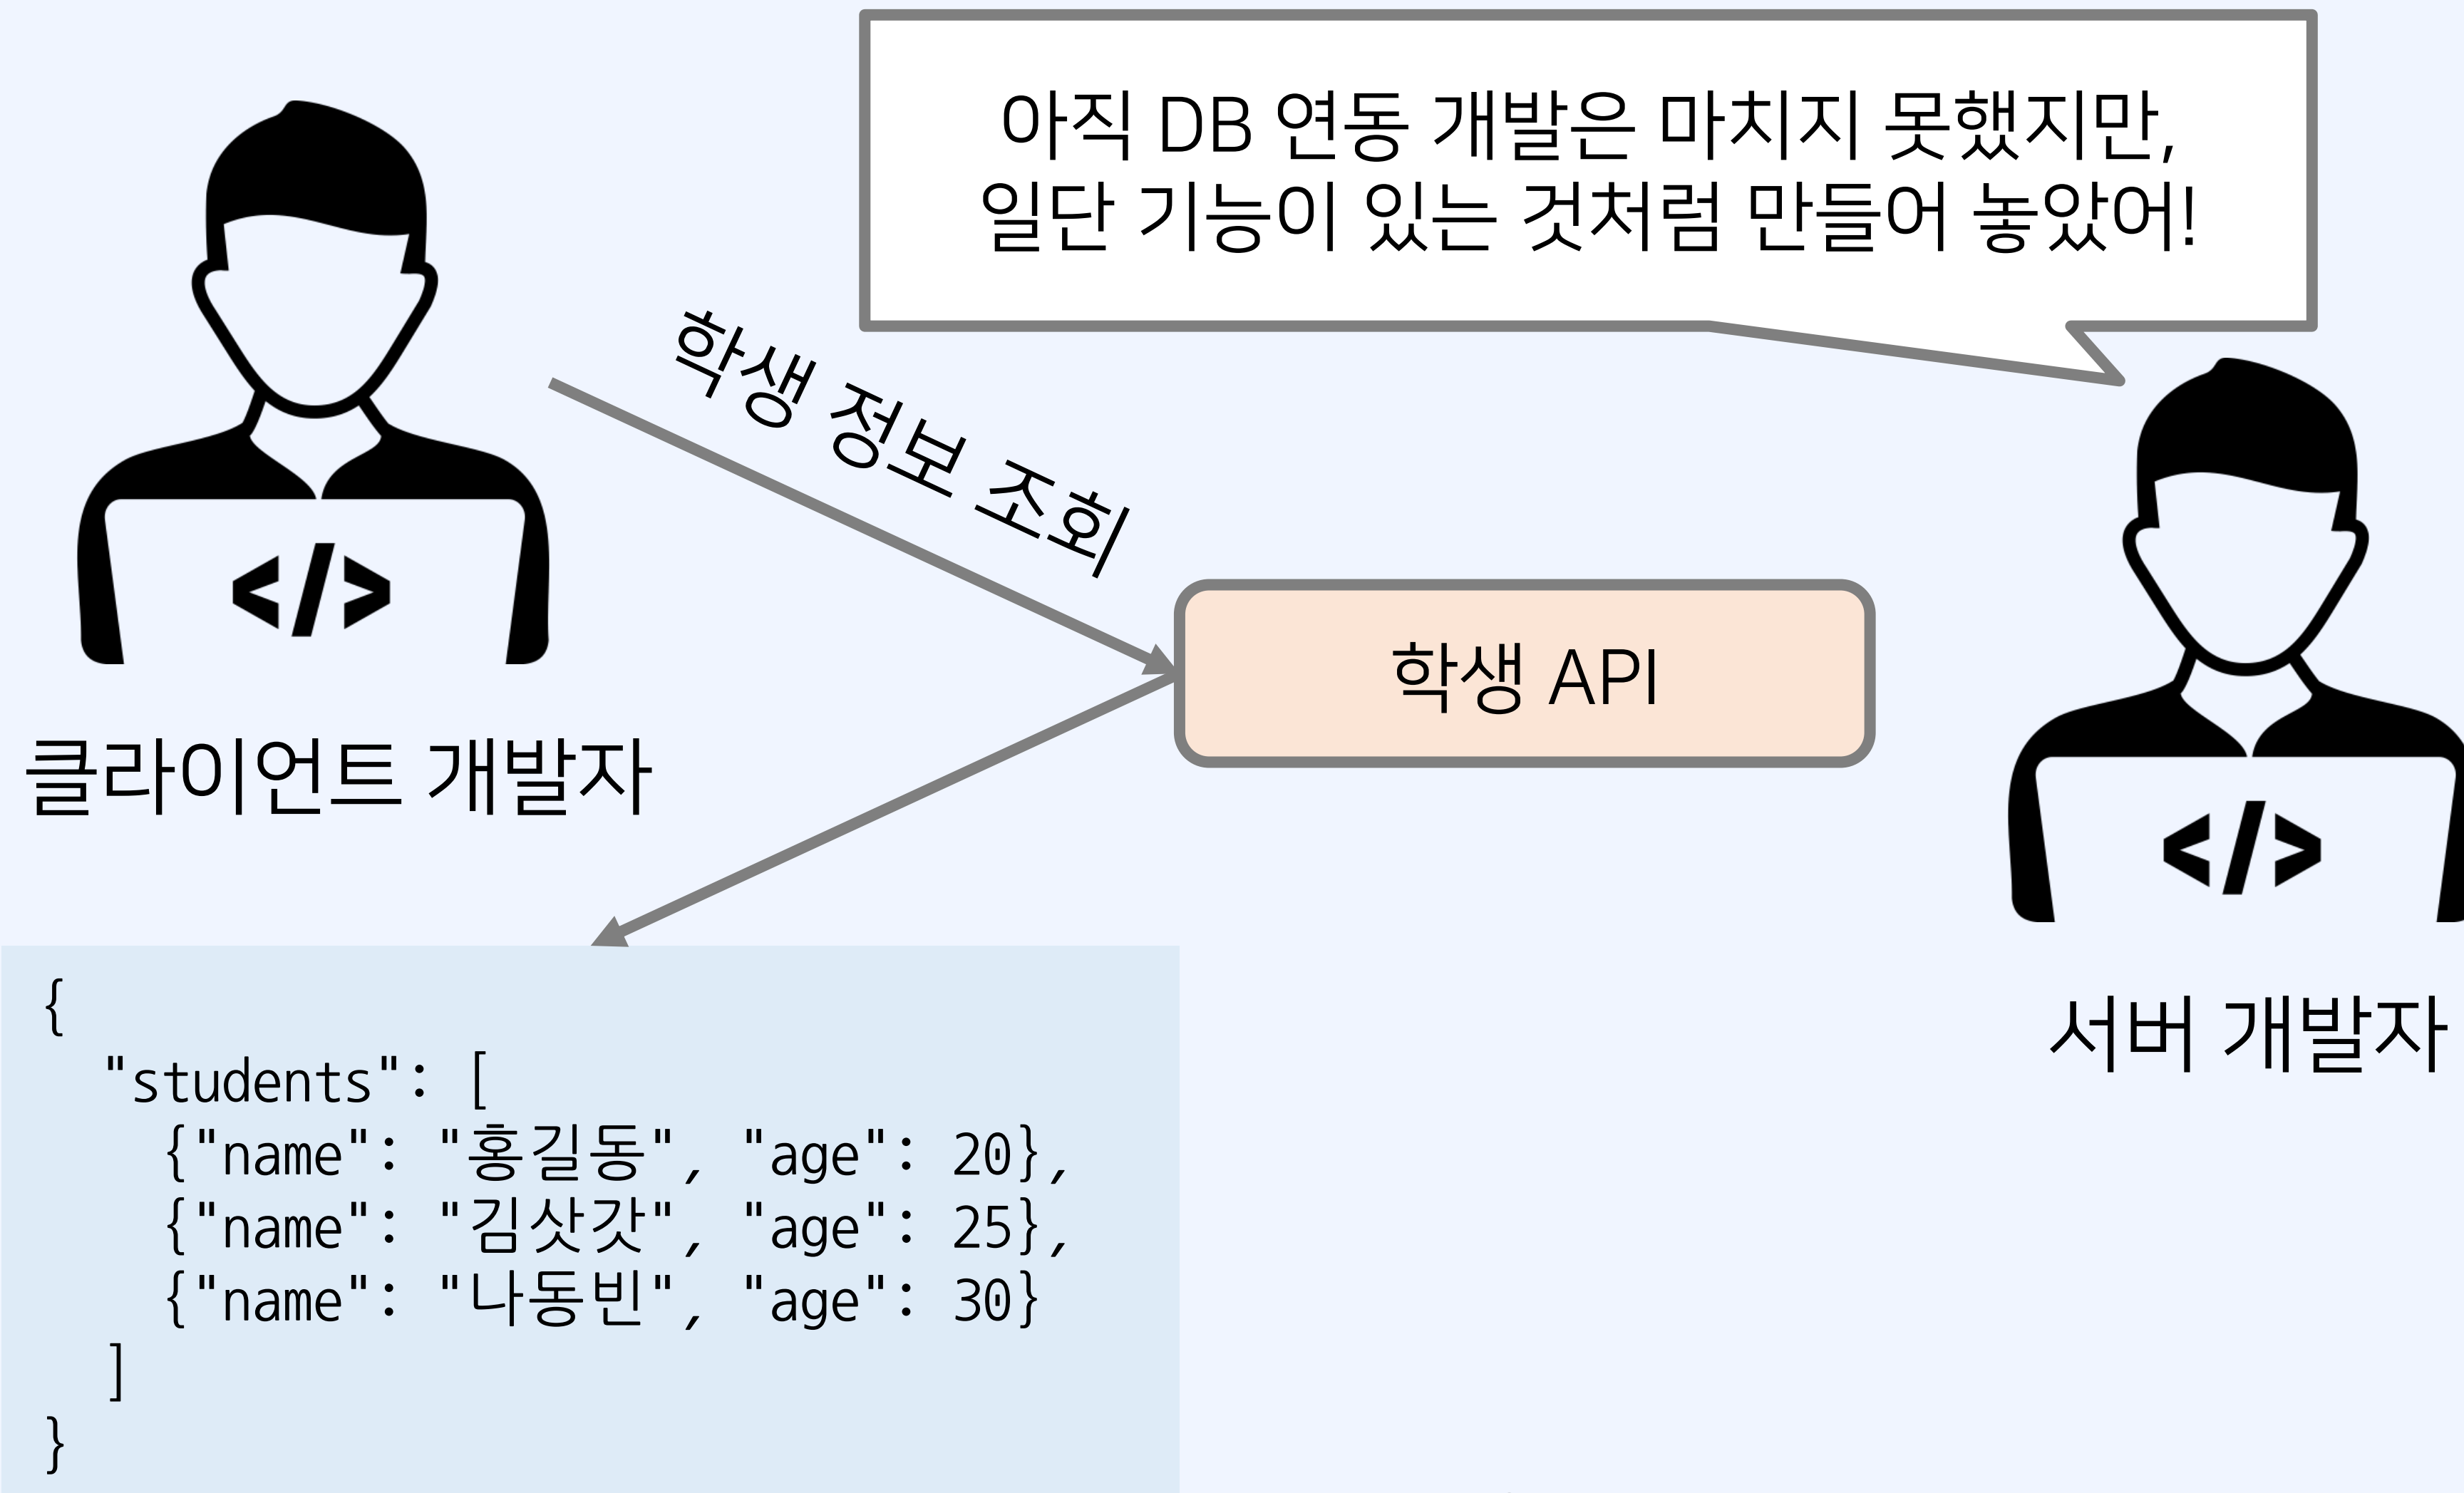 아직 DB 연동 개발은 마치지 못했지만,
일단 기능이 있는 것처럼 만들어 놓았어!
학생 정보 조회
</>
학생 API
클라이언트 개발자
</>
서버 개발자
{
"students": [
{"name": "홍길동", "age": 20},
{"name": "김삿갓", "age": 25},
{"name": "나동빈", "age": 30}
]
}